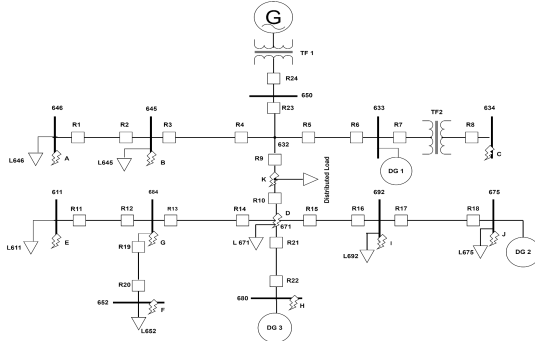 G
TF 1
R24
650
R23
646
645
633
634
R1
R2
R3
R4
R5
R6
R7
TF2
R8
L646
A
L645
B
632
R9
DG 1
C
K
Distributed Load
R10
611
684
D
692
675
R11
R12
R13
R14
671
R15
R16
R17
R18
L611
E
G
R19
L 671
R21
L692
I
L675
J
DG 2
R20
R22
652
F
680
H
L652
DG 3